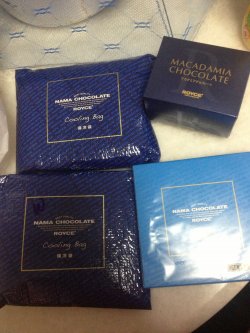 NAMA CHOCOLATE
ROYCE'
Cooling Bag
保冷袋
MACADAMIA
CHOCOLATE
ROYCE'
NAMA CHOCOLATE
ROYCE'
Cooling Bag
保冷袋
NAMA CHOCOLATE
ROYCE'